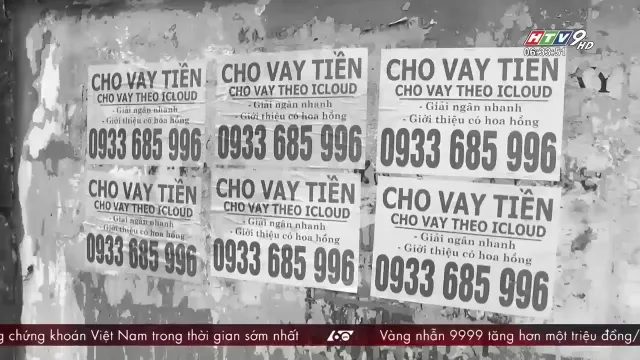 HTV9 HD
06:33:51
CHO VAY TIỀN
CHO VAY THEO ICLOUD
- Giải ngân nhanh
- Giới thiệu có hoa hồng
0933 685 996
CHO VAY TIỀN
CHO VAY THEO ICLOUD
- Giải ngân nhanh
- Giới thiệu có hoa hồng
0933 685 996
CHO VAY TIỀN
CHO VAY THEO ICLOUD
- Giải ngân nhanh
- Giới thiệu có hoa hồng
0933 685 996
CHO VAY TIỀN
CHO VAY THEO ICLOUD
- Giải ngân nhanh
- Giới thiệu có hoa hồng
0933 685 996
CHO VAY TIỀN
CHO VAY THEO ICLOUD
- Giải ngân nhanh
- Giới thiệu có hoa hồng
0933 685 996
CHO VAY TIỀN
CHO VAY THEO ICLOUD
- Giải ngân nhanh
- Giới thiệu có hoa hồng
0933 685 996
chứng khoán Việt Nam trong thời gian sớm nhất 60 Vàng nhẫn 9999 tăng hơn một triệu đồng/